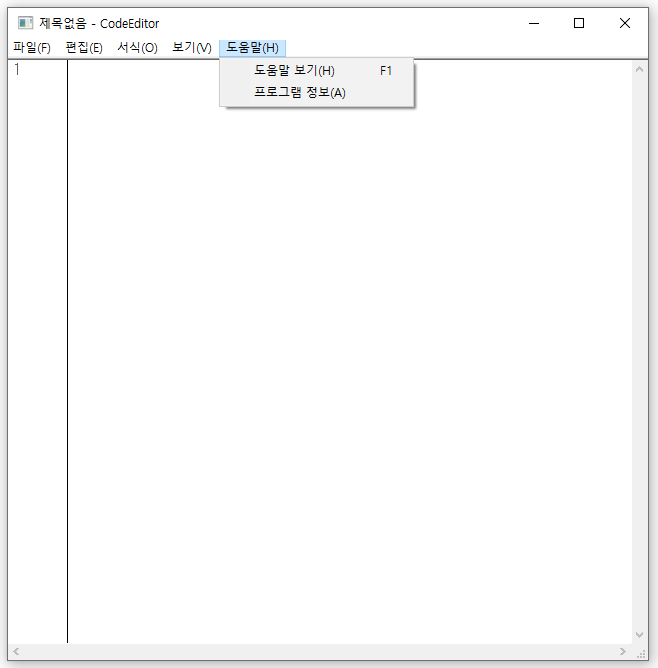 제목없음 - CodeEditor
파일(F) 편집(E) 서식(O) 보기(V) 도움말(H)
도움말 보기(H) F1
프로그램 정보(A)
1